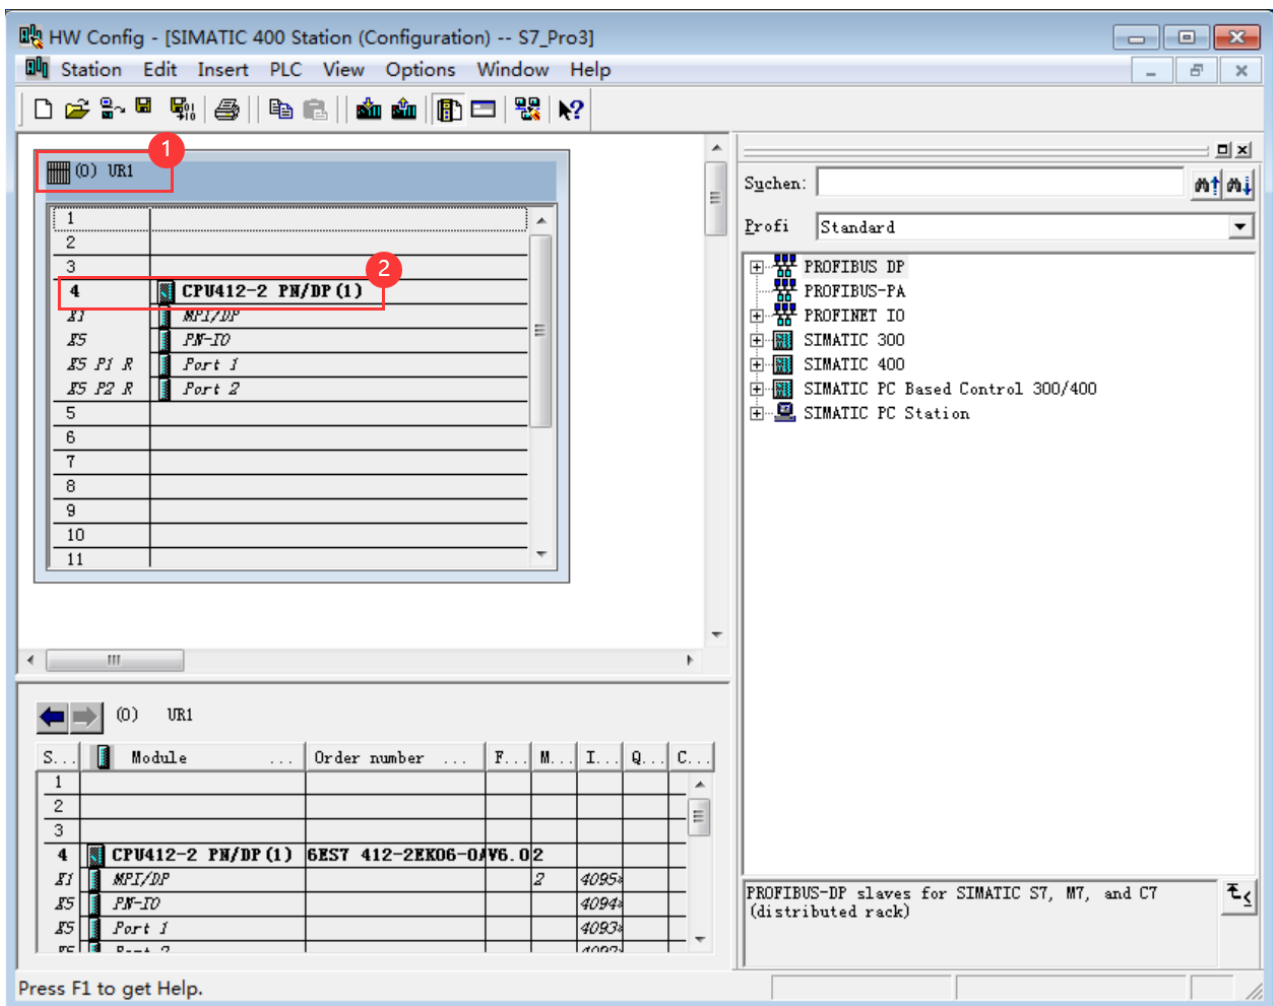 HW Config - [SIMATIC 400 Station (Configuration) -- S7_Pro3]
Station Edit Insert PLC View Options Window Help
1
(0) UR1
1
2
3
2
4 CPU412-2 PN/DP(1)
X1 MPI/DP
X5 PN-IO
X5 P1 R Port 1
X5 P2 R Port 2
5
6
7
8
9
10
11
Suchen:
Profi Standard
PROFIBUS DP
PROFIBUS-PA
PROFINET IO
SIMATIC 300
SIMATIC 400
SIMATIC PC Based Control 300/400
SIMATIC PC Station
(0) UR1
S... Module ... Order number ... F... M... I... Q... C...
1
2
3
4 CPU412-2 PN/DP(1) 6ES7 412-2EK06-0A V6.0 2
X1 MPI/DP 2 4095*
X5 PN-IO 4094*
X5 Port 1 4093*
X5 Port 2 4092*
PROFIBUS-DP slaves for SIMATIC S7, M7, and C7
(distributed rack)
Press F1 to get Help.